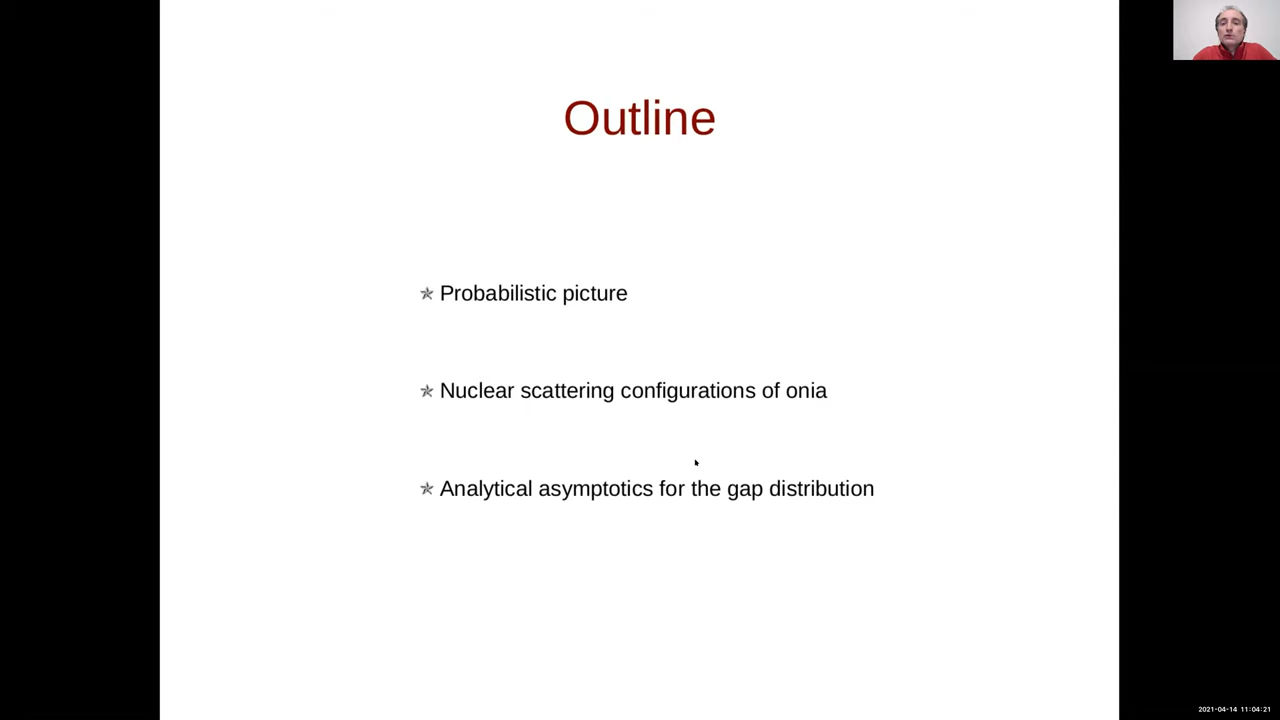 Outline
Probabilistic picture
Nuclear scattering configurations of onia
Analytical asymptotics for the gap distribution
2021-04-14 11:04:21